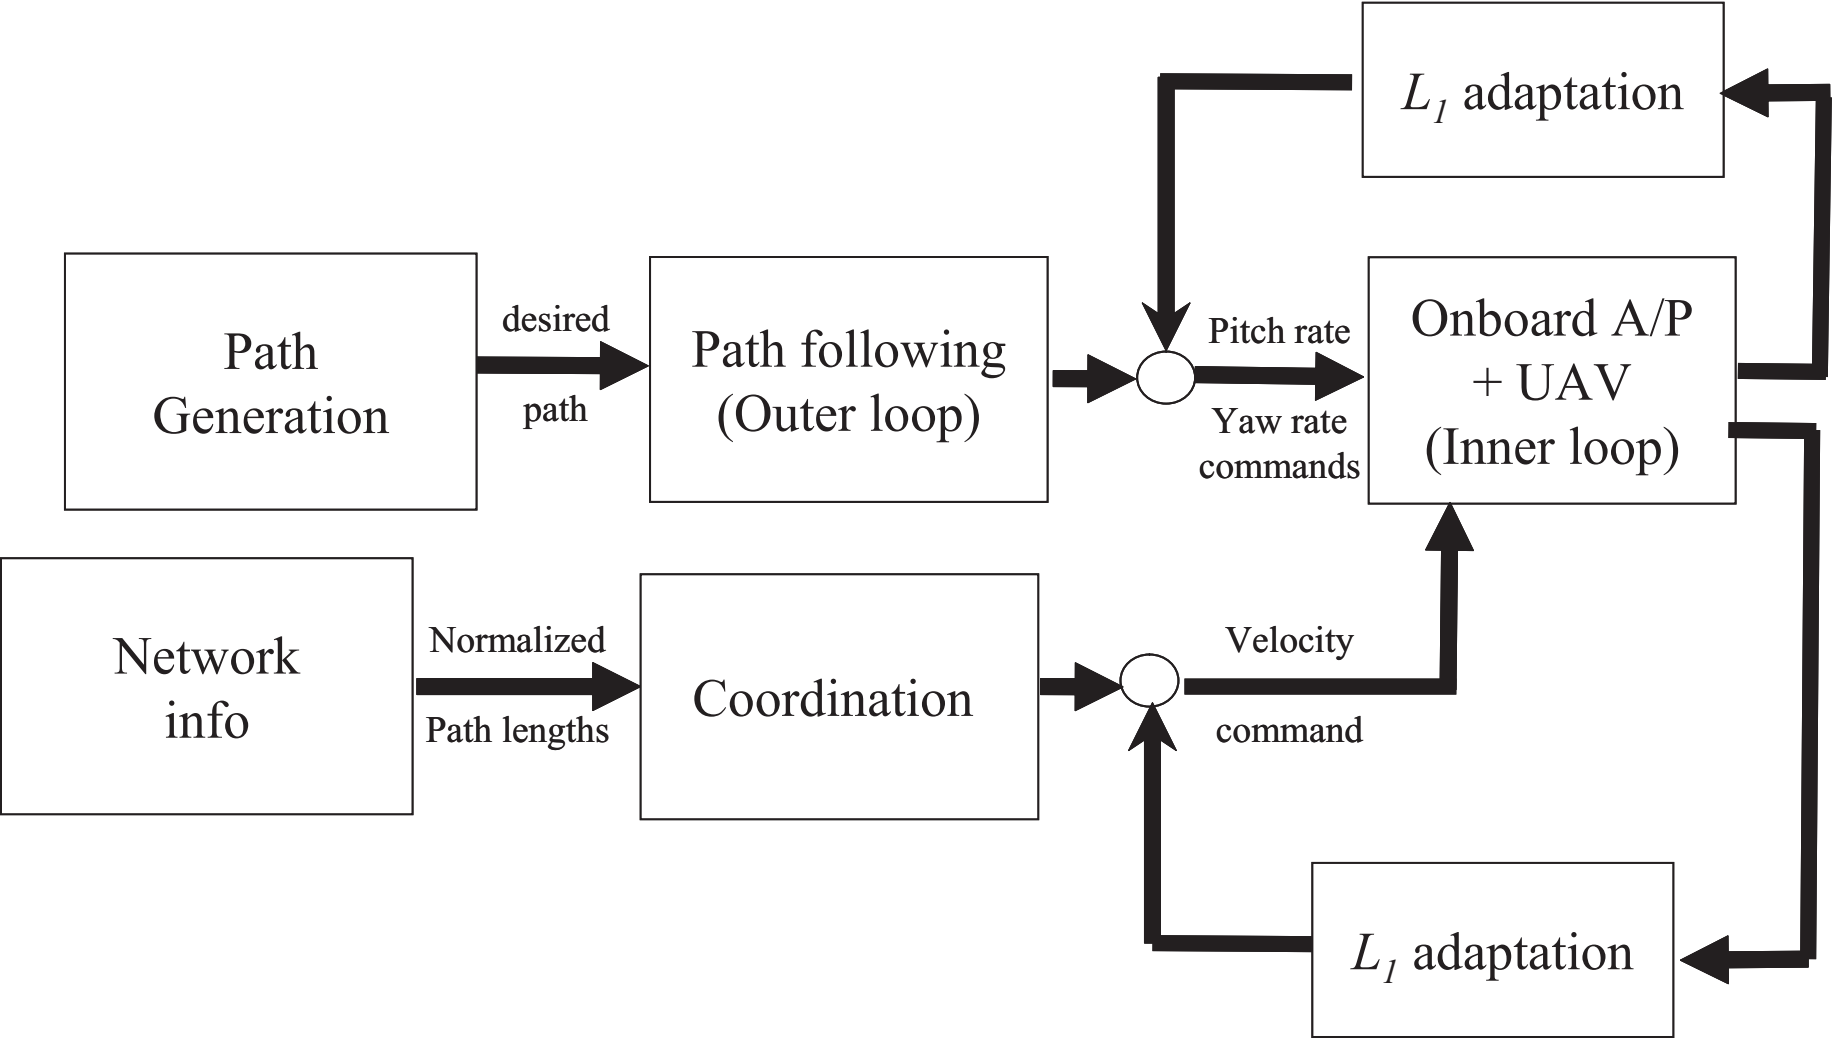 L1 adaptation
Path
Generation
desired
path
Path following
(Outer loop)
Pitch rate
Yaw rate
commands
Onboard A/P
+ UAV
(Inner loop)
Network
info
Normalized
Path lengths
Coordination
Velocity
command
L1 adaptation